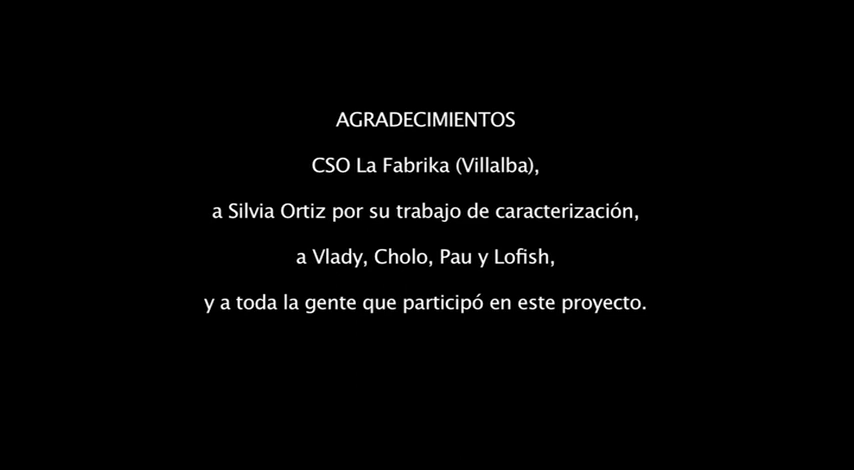 AGRADECIMIENTOS
CSO La Fabrika (Villalba),
a Silvia Ortiz por su trabajo de caracterización,
a Vlady, Cholo, Pau y Lofish,
y a toda la gente que participó en este proyecto.